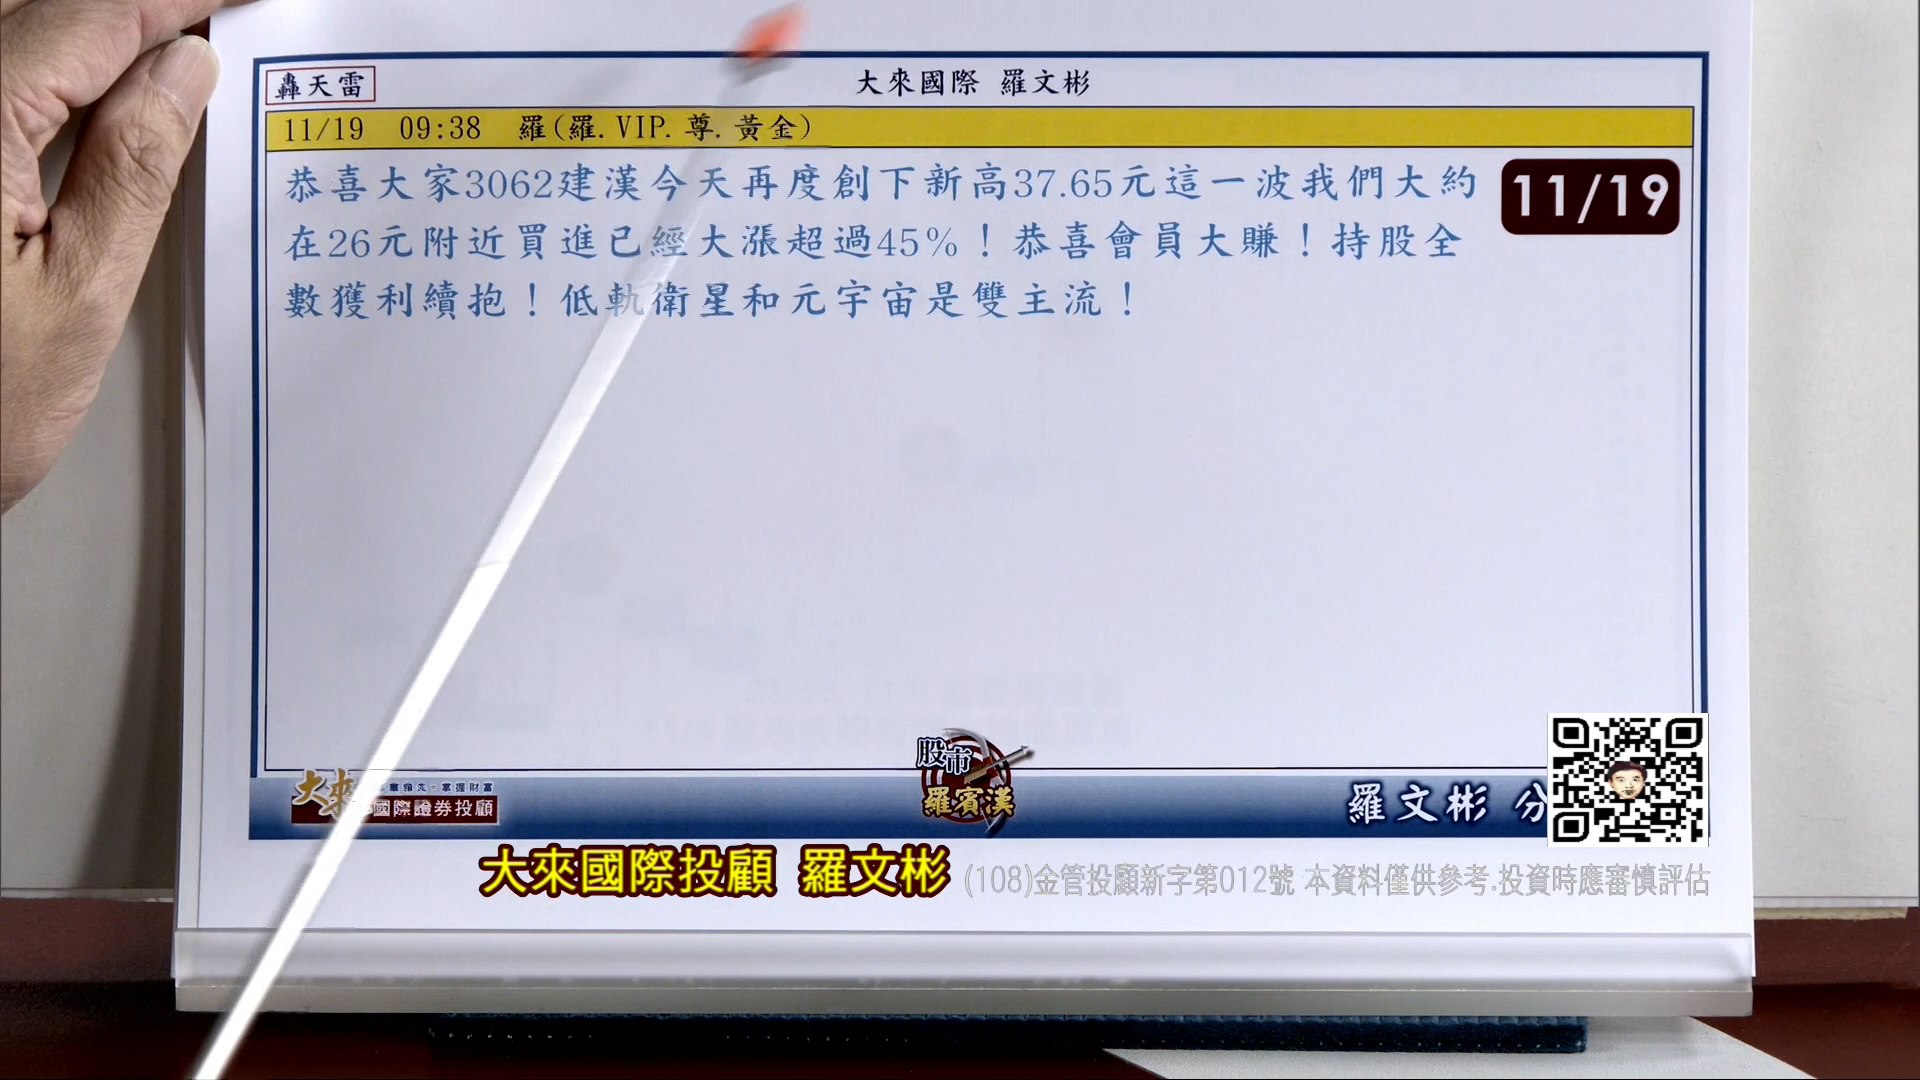 轟天雷
大來國際 羅文彬
11/19 09:38 羅(羅.VIP.尊.黃金)
恭喜大家3062建漢今天再度創下新高37.65元這一波我們大約
在26元附近買進已經大漲超過45%！恭喜會員大賺！持股全
數獲利續抱！低軌衛星和元宇宙是雙主流！
11/19
大來
掌握財富
國際證券投顧
股市
羅賓漢
羅文彬 分
大來國際投顧 羅文彬
(108)金管投顧新字第012號 本資料僅供參考.投資時應審慎評估